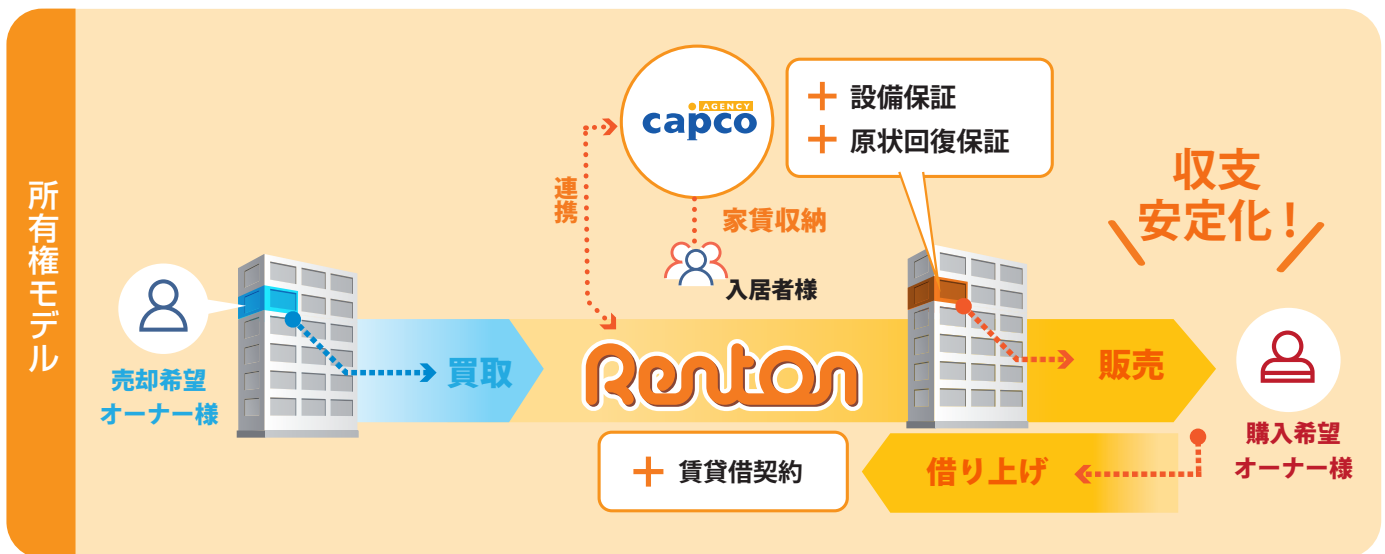 所有権モデル
AGENCY
capco
＋ 設備保証
＋ 原状回復保証
連携
家賃収納
入居者様
収支
安定化！
売却希望
オーナー様
買取
Renton
販売
購入希望
オーナー様
＋ 賃貸借契約
借り上げ